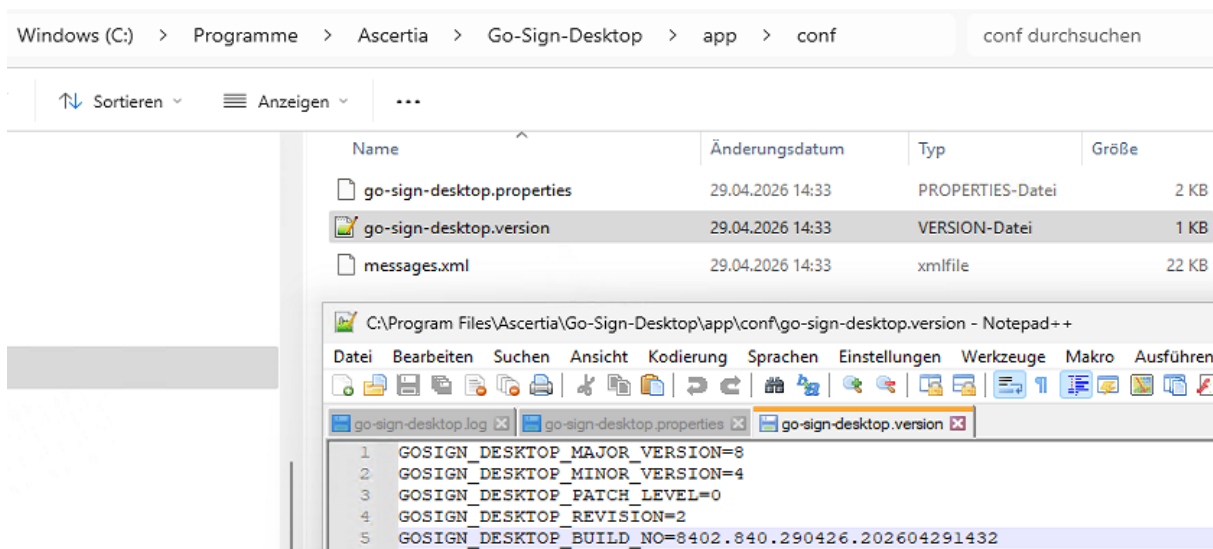 Windows (C:) > Programme > Ascertia > Go-Sign-Desktop > app > conf
conf durchsuchen
Sortieren
Anzeigen
Name Änderungsdatum Typ Größe
go-sign-desktop.properties 29.04.2026 14:33 PROPERTIES-Datei 2 KB
go-sign-desktop.version 29.04.2026 14:33 VERSION-Datei 1 KB
messages.xml 29.04.2026 14:33 xmlfile 22 KB
C:\Program Files\Ascertia\Go-Sign-Desktop\app\conf\go-sign-desktop.version - Notepad++
Datei Bearbeiten Suchen Ansicht Kodierung Sprachen Einstellungen Werkzeuge Makro Ausführen
go-sign-desktop.log go-sign-desktop.properties go-sign-desktop.version
1 GOSIGN_DESKTOP_MAJOR_VERSION=8
2 GOSIGN_DESKTOP_MINOR_VERSION=4
3 GOSIGN_DESKTOP_PATCH_LEVEL=0
4 GOSIGN_DESKTOP_REVISION=2
5 GOSIGN_DESKTOP_BUILD_NO=8402.840.290426.202604291432